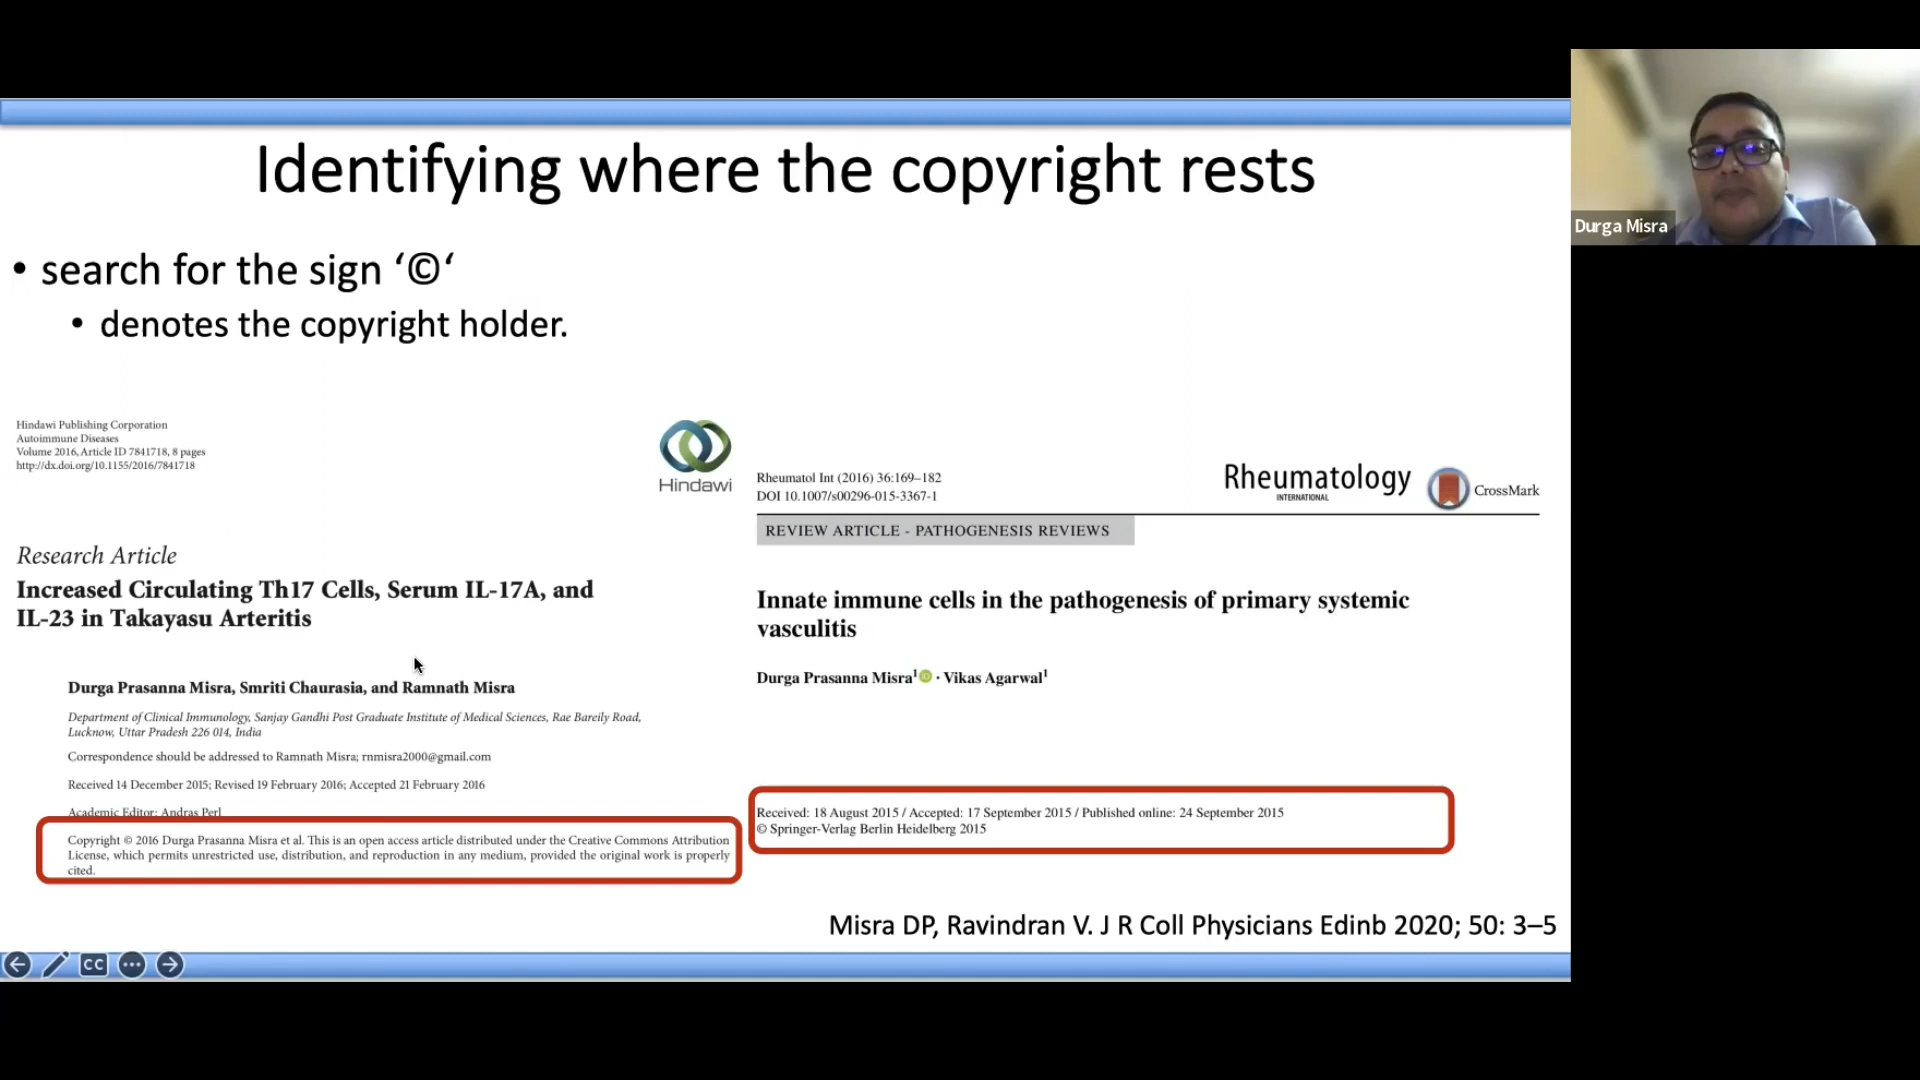 Identifying where the copyright rests
• search for the sign ‘©‘
• denotes the copyright holder.
Hindawi Publishing Corporation
Autoimmune Diseases
Volume 2016, Article ID 7841718, 8 pages
http://dx.doi.org/10.1155/2016/7841718
Hindawi
Research Article
Increased Circulating Th17 Cells, Serum IL-17A, and
IL-23 in Takayasu Arteritis
Durga Prasanna Misra, Smriti Chaurasia, and Ramnath Misra
Department of Clinical Immunology, Sanjay Gandhi Post Graduate Institute of Medical Sciences, Rae Bareily Road,
Lucknow, Uttar Pradesh 226 014, India
Correspondence should be addressed to Ramnath Misra; rnmisra2000@gmail.com
Received 14 December 2015; Revised 19 February 2016; Accepted 21 February 2016
Academic Editor: Andras Perl
Copyright © 2016 Durga Prasanna Misra et al. This is an open access article distributed under the Creative Commons Attribution
License, which permits unrestricted use, distribution, and reproduction in any medium, provided the original work is properly
cited.
Rheumatol Int (2016) 36:169–182
DOI 10.1007/s00296-015-3367-1
Rheumatology
INTERNATIONAL
CrossMark
REVIEW ARTICLE - PATHOGENESIS REVIEWS
Innate immune cells in the pathogenesis of primary systemic
vasculitis
Durga Prasanna Misra¹ iD · Vikas Agarwal¹
Received: 18 August 2015 / Accepted: 17 September 2015 / Published online: 24 September 2015
© Springer-Verlag Berlin Heidelberg 2015
Misra DP, Ravindran V. J R Coll Physicians Edinb 2020; 50: 3–5
CC
Durga Misra